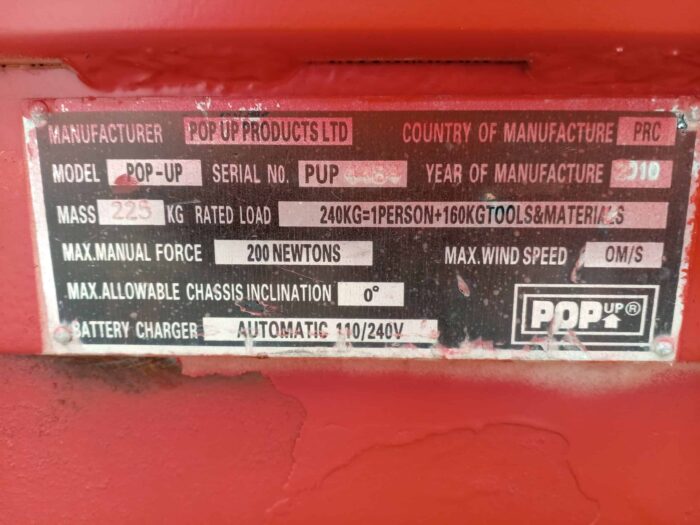 MANUFACTURER POP UP PRODUCTS LTD COUNTRY OF MANUFACTURE PRC
MODEL POP-UP SERIAL NO. PUP YEAR OF MANUFACTURE 2010
MASS 225 KG RATED LOAD 240KG=1PERSON+160KGTOOLS&MATERIALS
MAX.MANUAL FORCE 200 NEWTONS MAX.WIND SPEED 0M/S
MAX.ALLOWABLE CHASSIS INCLINATION 0°
BATTERY CHARGER AUTOMATIC 110/240V
POP UP®